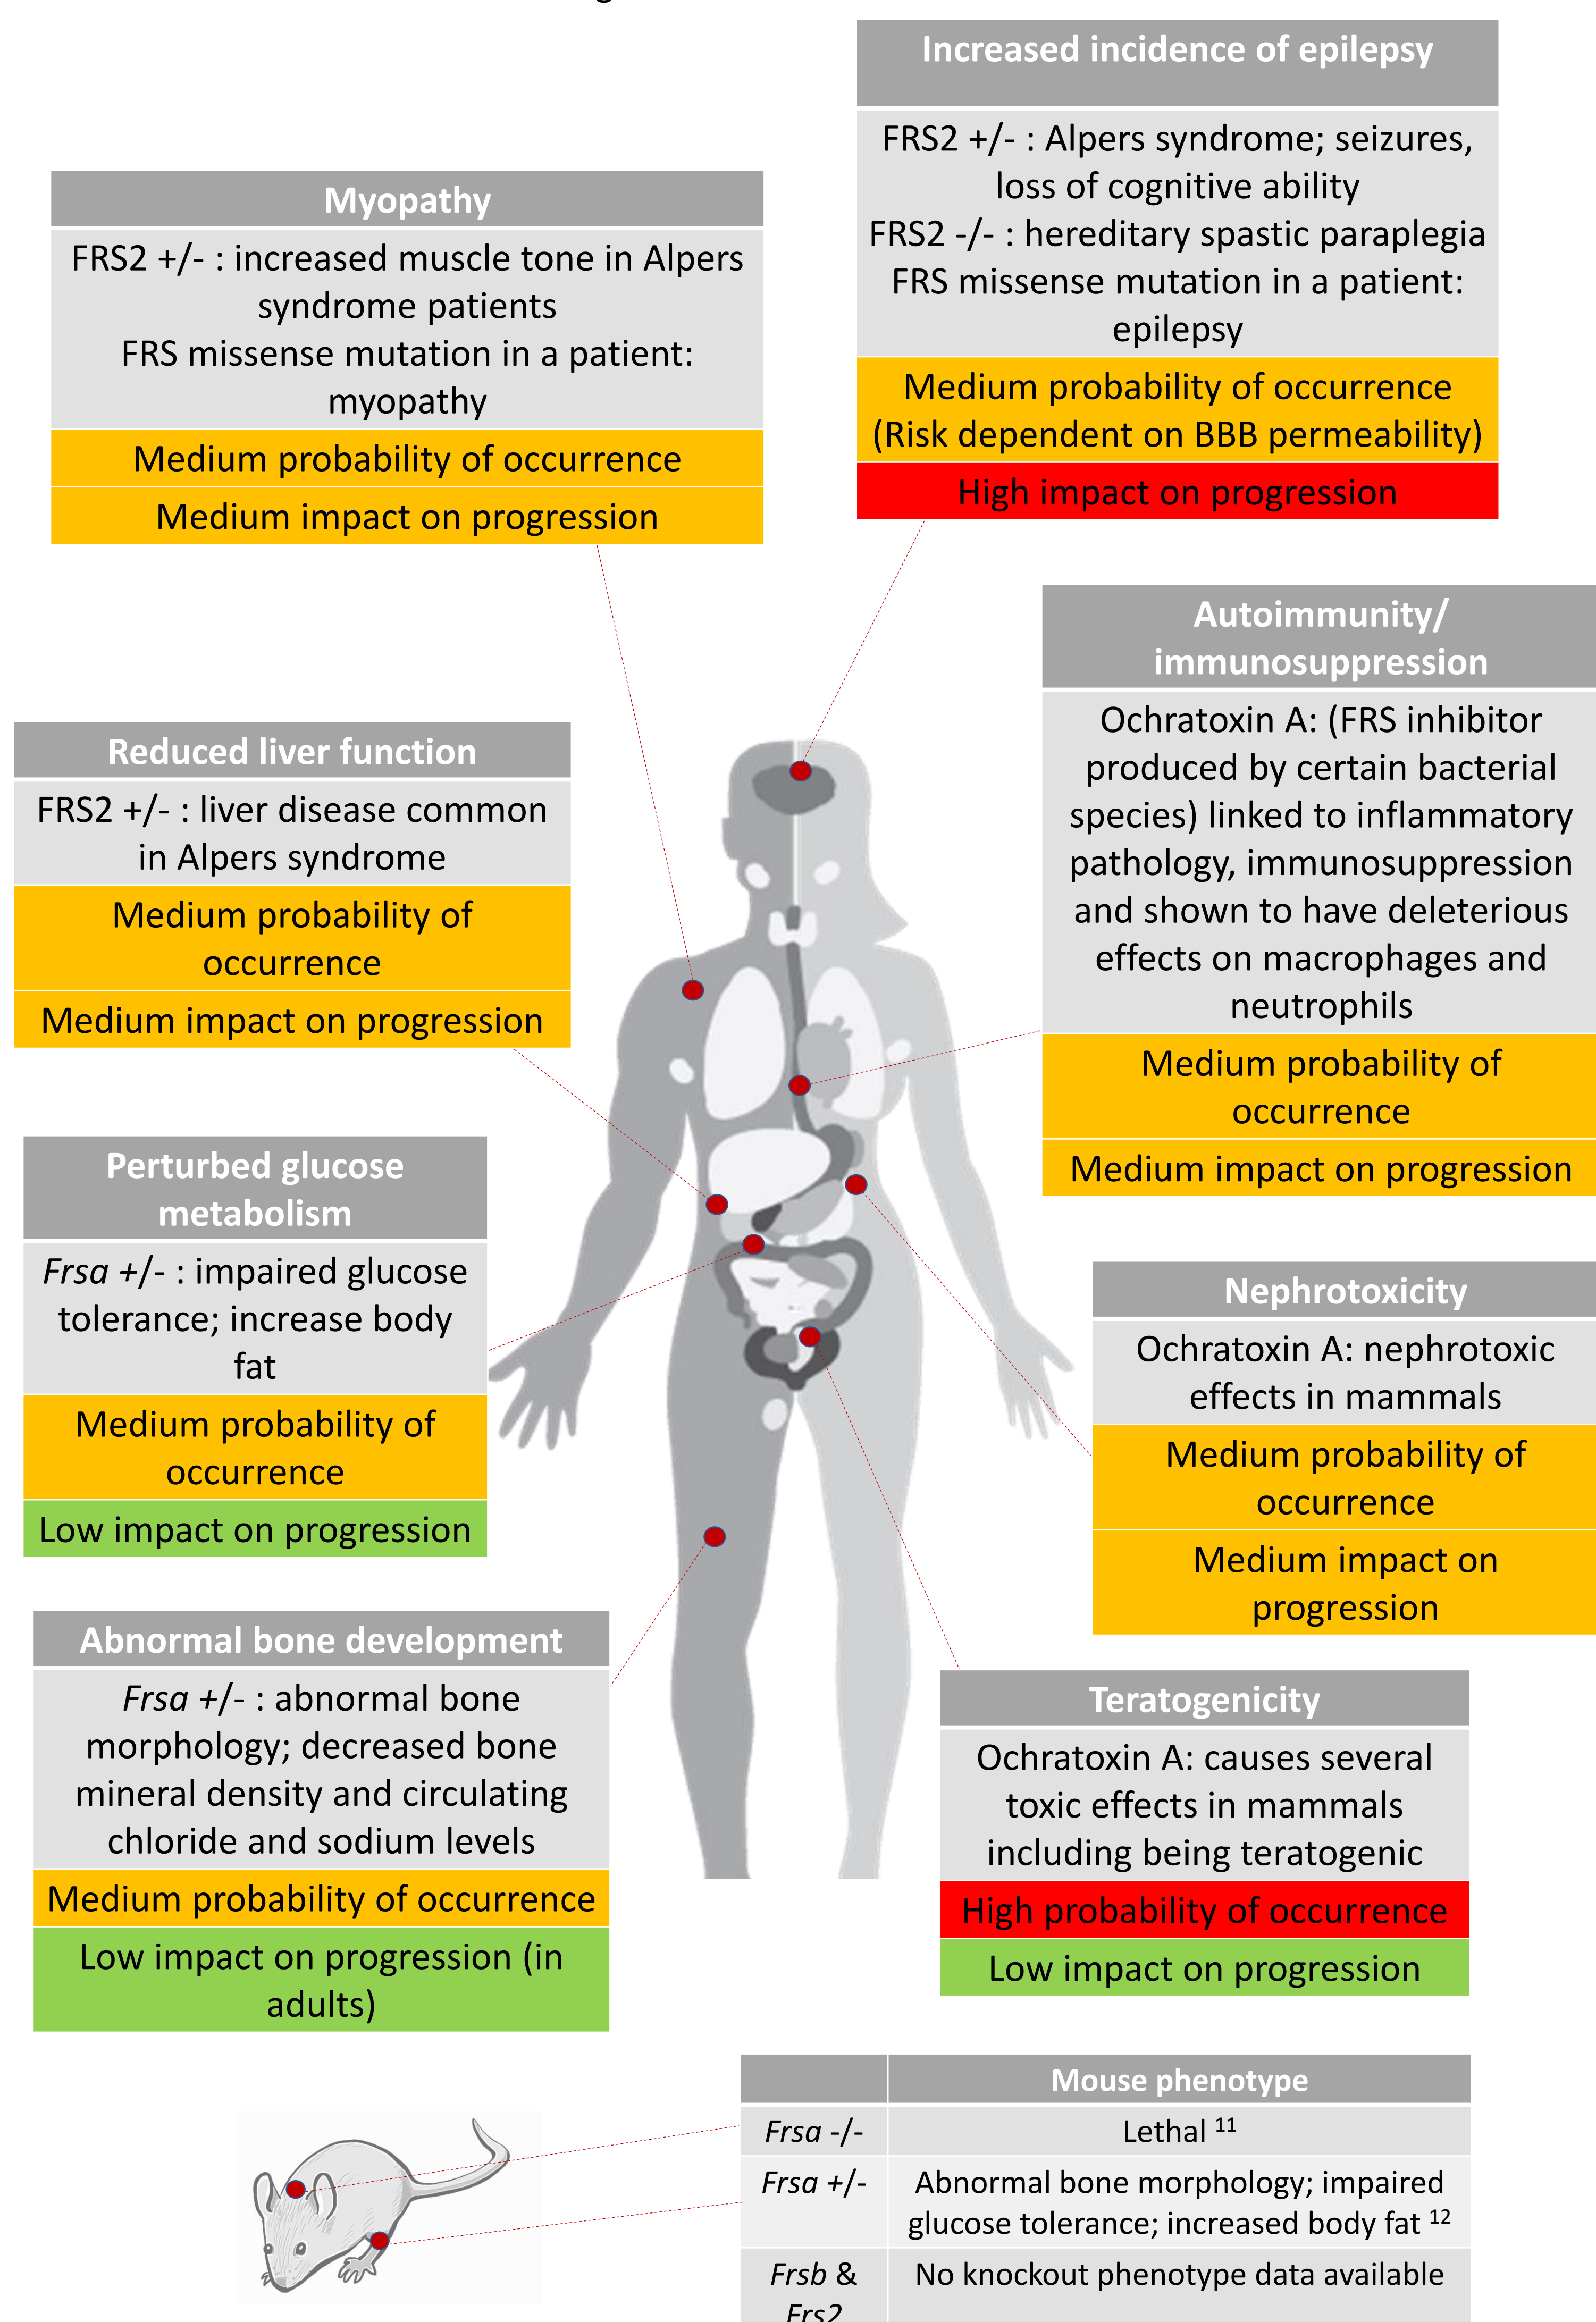 Increased incidence of epilepsy
FRS2 +/- : Alpers syndrome; seizures,
loss of cognitive ability
FRS2 -/- : hereditary spastic paraplegia
FRS missense mutation in a patient:
epilepsy
Medium probability of occurrence
(Risk dependent on BBB permeability)
High impact on progression
Myopathy
FRS2 +/- : increased muscle tone in Alpers
syndrome patients
FRS missense mutation in a patient:
myopathy
Medium probability of occurrence
Medium impact on progression
Autoimmunity/
immunosuppression
Ochratoxin A: (FRS inhibitor
produced by certain bacterial
species) linked to inflammatory
pathology, immunosuppression
and shown to have deleterious
effects on macrophages and
neutrophils
Medium probability of
occurrence
Medium impact on progression
Reduced liver function
FRS2 +/- : liver disease common
in Alpers syndrome
Medium probability of
occurrence
Medium impact on progression
Perturbed glucose
metabolism
Frsa +/- : impaired glucose
tolerance; increase body
fat
Medium probability of
occurrence
Low impact on progression
Nephrotoxicity
Ochratoxin A: nephrotoxic
effects in mammals
Medium probability of
occurrence
Medium impact on
progression
Abnormal bone development
Frsa +/- : abnormal bone
morphology; decreased bone
mineral density and circulating
chloride and sodium levels
Medium probability of occurrence
Low impact on progression (in
adults)
Teratogenicity
Ochratoxin A: causes several
toxic effects in mammals
including being teratogenic
High probability of occurrence
Low impact on progression
Mouse phenotype
Frsa -/- Lethal 11
Frsa +/- Abnormal bone morphology; impaired
glucose tolerance; increased body fat 12
Frsb & No knockout phenotype data available
Frs2